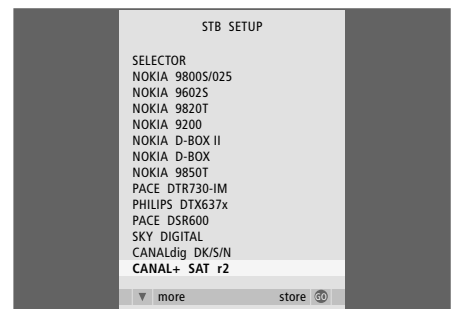 STB SETUP
SELECTOR
NOKIA 9800S/025
NOKIA 9602S
NOKIA 9820T
NOKIA 9200
NOKIA D-BOX II
NOKIA D-BOX
NOKIA 9850T
PACE DTR730-IM
PHILIPS DTX637x
PACE DSR600
SKY DIGITAL
CANALdig DK/S/N
CANAL+ SAT r2
▼ more store GO